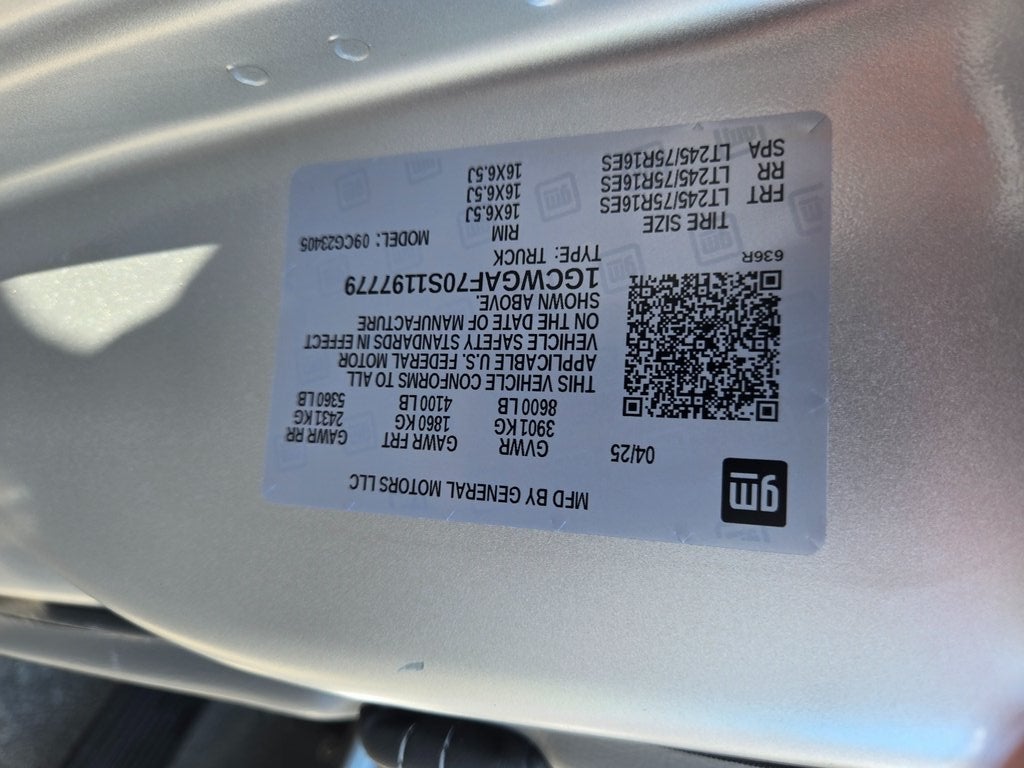 gm
MFD BY GENERAL MOTORS LLC
04/25 GVWR GAWR FRT GAWR RR
3901 KG 1860 KG 2431 KG
8600 LB 4100 LB 5360 LB
THIS VEHICLE CONFORMS TO ALL
APPLICABLE U.S. FEDERAL MOTOR
VEHICLE SAFETY STANDARDS IN EFFECT
ON THE DATE OF MANUFACTURE
SHOWN ABOVE.
1GCWGAF70S1197779
636R TYPE: TRUCK MODEL: 09CG23405
TIRE SIZE RIM
FRT LT245/75R16ES 16X6.5J
RR LT245/75R16ES 16X6.5J
SPA LT245/75R16ES 16X6.5J